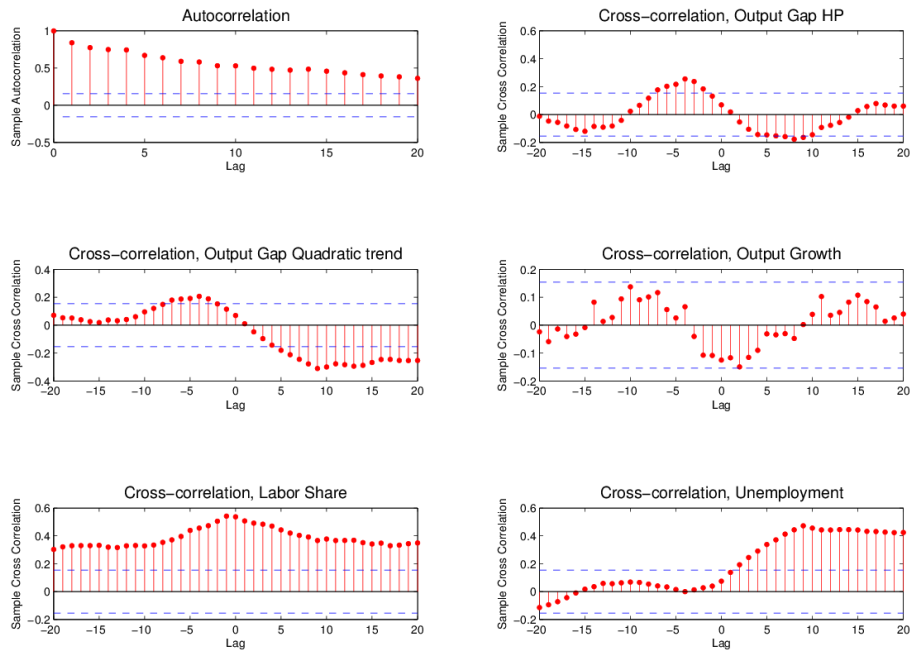 Autocorrelation
Sample Autocorrelation
1
0.5
0
−0.5
0 5 10 15 20
Lag
Cross−correlation, Output Gap HP
Sample Cross Correlation
0.6
0.4
0.2
0
−0.2
−20 −15 −10 −5 0 5 10 15 20
Lag
Cross−correlation, Output Gap Quadratic trend
Sample Cross Correlation
0.4
0.2
0
−0.2
−0.4
−20 −15 −10 −5 0 5 10 15 20
Lag
Cross−correlation, Output Growth
Sample Cross Correlation
0.2
0.1
0
−0.1
−0.2
−20 −15 −10 −5 0 5 10 15 20
Lag
Cross−correlation, Labor Share
Sample Cross Correlation
0.6
0.4
0.2
0
−0.2
−20 −15 −10 −5 0 5 10 15 20
Lag
Cross−correlation, Unemployment
Sample Cross Correlation
0.6
0.4
0.2
0
−0.2
−20 −15 −10 −5 0 5 10 15 20
Lag